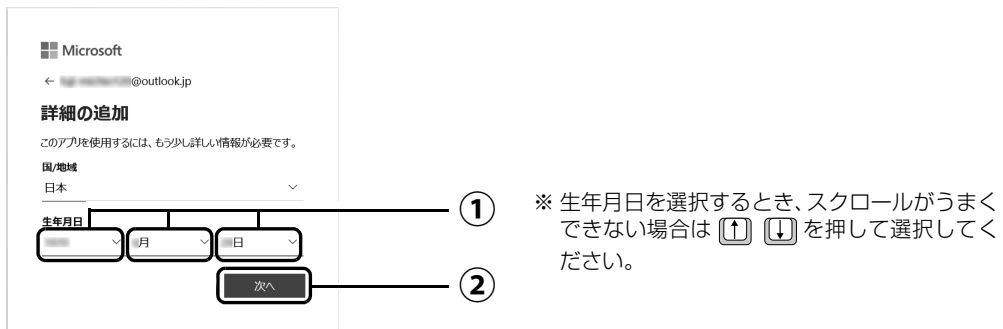 Microsoft
← @outlook.jp
詳細の追加
このアプリを使用するには、もう少し詳しい情報が必要です。
国/地域
日本
生年月日
月 日
次へ
①
②
※ 生年月日を選択するとき、スクロールがうまく
できない場合は [↑] [↓] を押して選択してく
ださい。